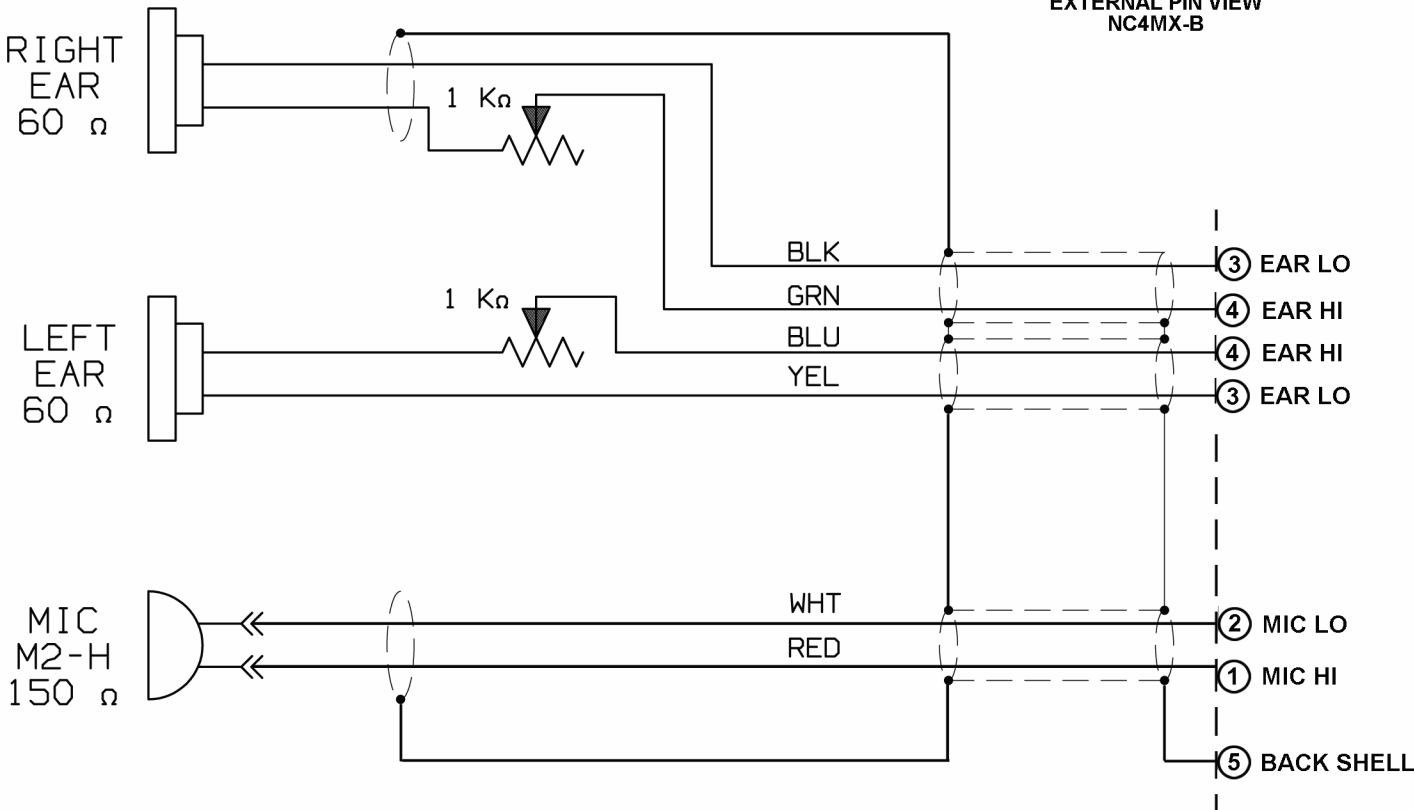 EXTERNAL PIN VIEW
NC4MX-B
RIGHT
EAR
60 Ω
1 KΩ
BLK
3 EAR LO
GRN
4 EAR HI
1 KΩ
LEFT
EAR
60 Ω
BLU
4 EAR HI
YEL
3 EAR LO
MIC
M2-H
150 Ω
WHT
2 MIC LO
RED
1 MIC HI
5 BACK SHELL